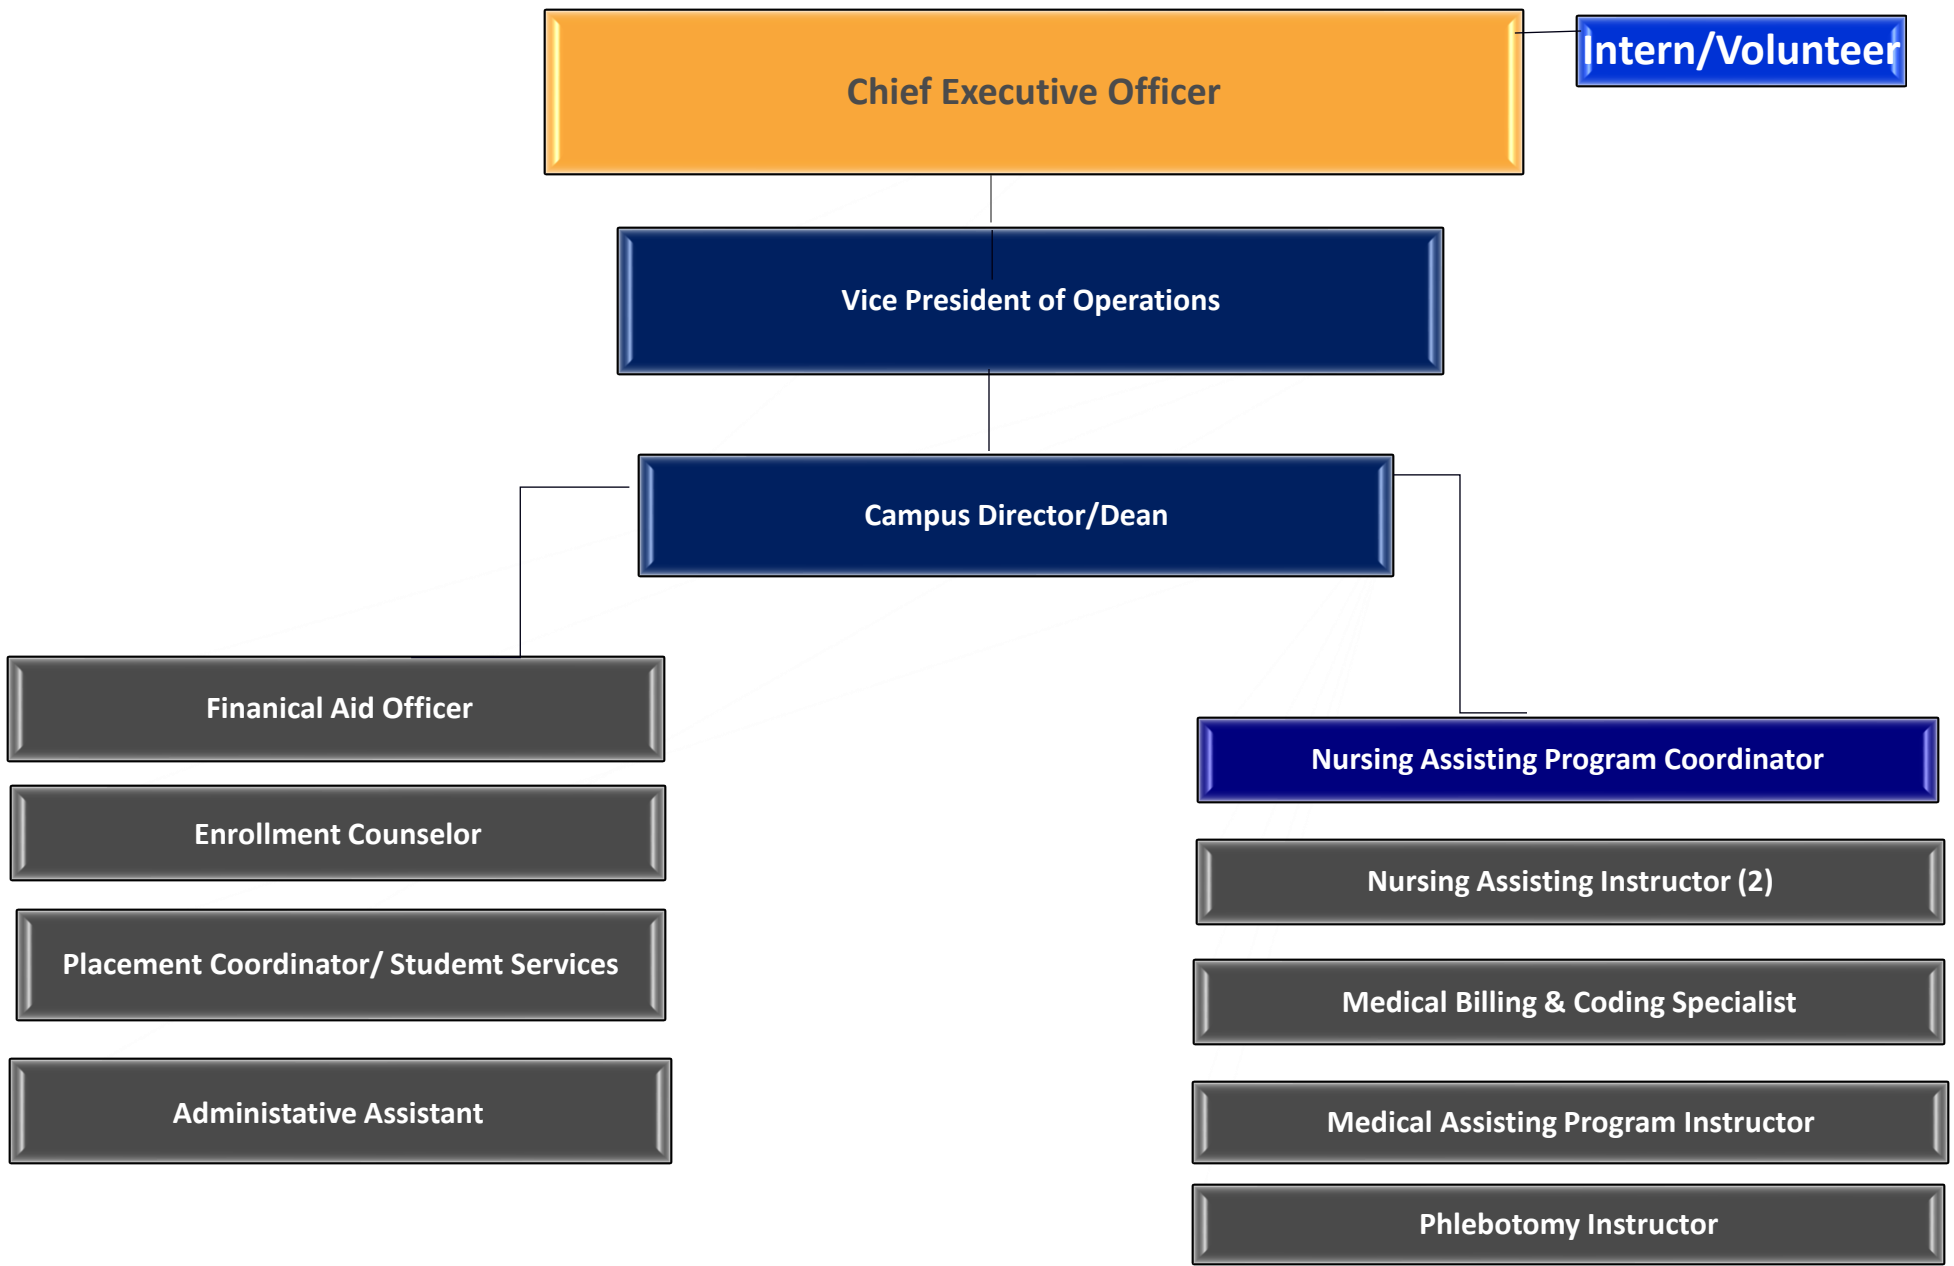 Chief Executive Officer
Intern/Volunteer
Vice President of Operations
Campus Director/Dean
Finanical Aid Officer
Enrollment Counselor
Placement Coordinator/ Studemt Services
Administative Assistant
Nursing Assisting Program Coordinator
Nursing Assisting Instructor (2)
Medical Billing & Coding Specialist
Medical Assisting Program Instructor
Phlebotomy Instructor